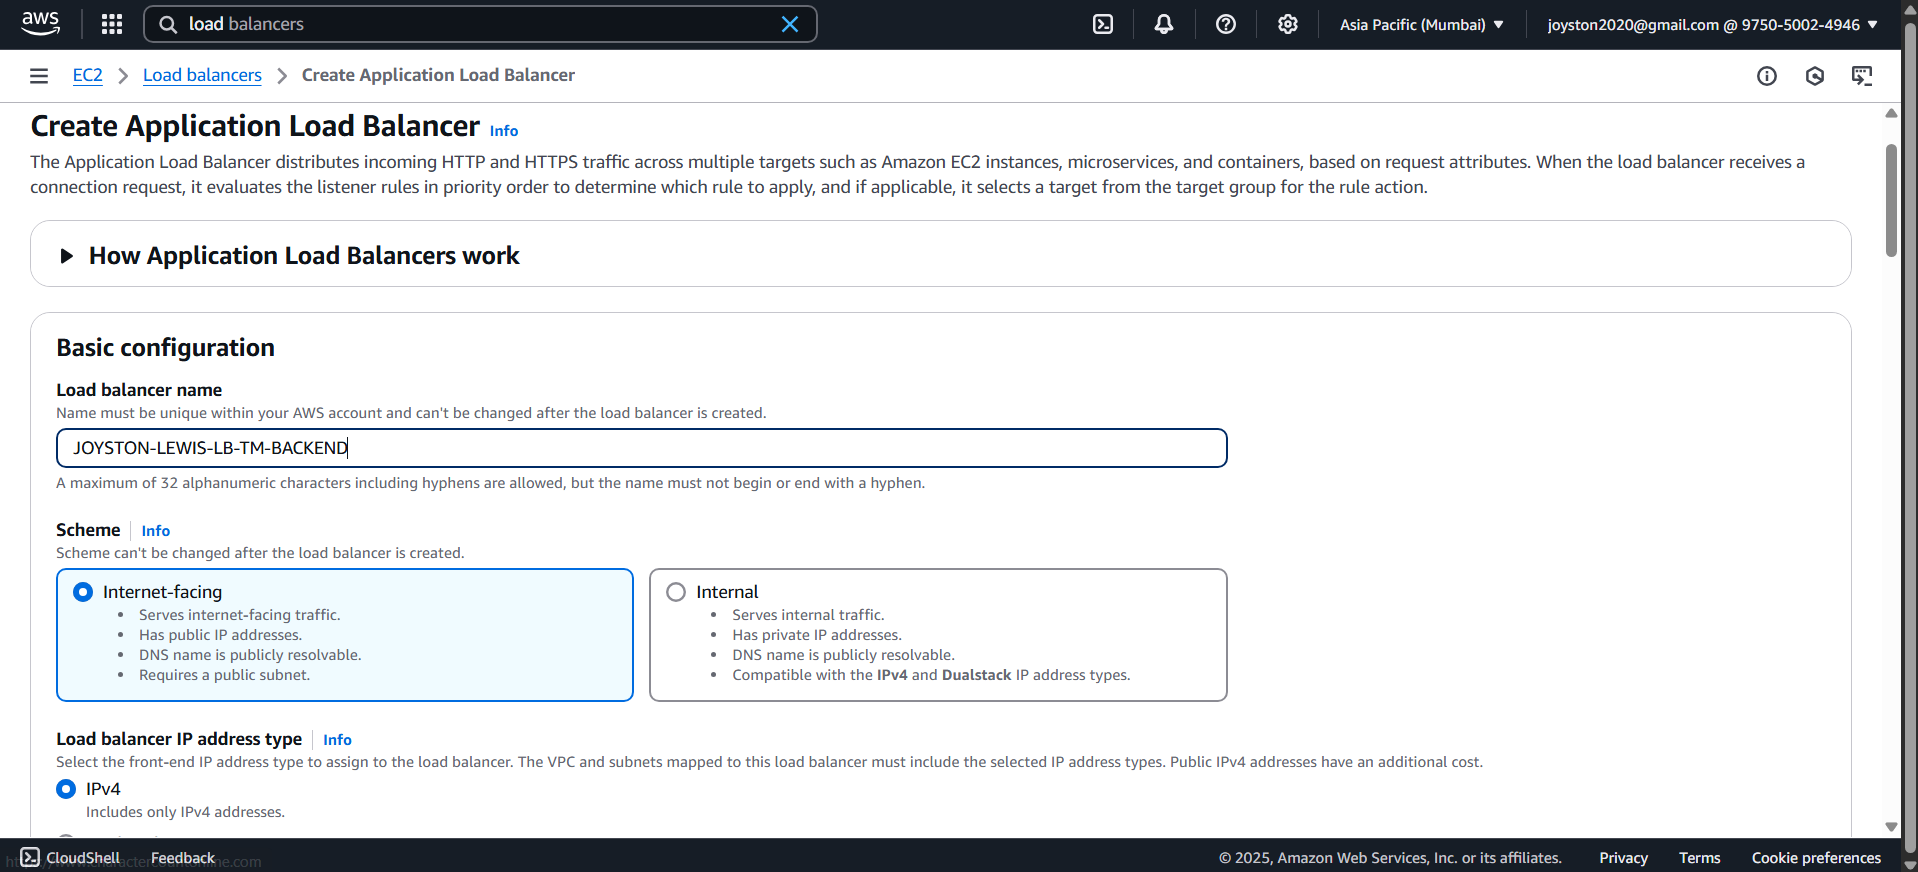 aws
load balancers
Asia Pacific (Mumbai)
joyston2020@gmail.com @ 9750-5002-4946
EC2
Load balancers
Create Application Load Balancer
Create Application Load Balancer Info
The Application Load Balancer distributes incoming HTTP and HTTPS traffic across multiple targets such as Amazon EC2 instances, microservices, and containers, based on request attributes. When the load balancer receives a
connection request, it evaluates the listener rules in priority order to determine which rule to apply, and if applicable, it selects a target from the target group for the rule action.
How Application Load Balancers work
Basic configuration
Load balancer name
Name must be unique within your AWS account and can't be changed after the load balancer is created.
JOYSTON-LEWIS-LB-TM-BACKEND
A maximum of 32 alphanumeric characters including hyphens are allowed, but the name must not begin or end with a hyphen.
Scheme Info
Scheme can't be changed after the load balancer is created.
Internet-facing
• Serves internet-facing traffic.
• Has public IP addresses.
• DNS name is publicly resolvable.
• Requires a public subnet.
Internal
• Serves internal traffic.
• Has private IP addresses.
• DNS name is publicly resolvable.
• Compatible with the IPv4 and Dualstack IP address types.
Load balancer IP address type Info
Select the front-end IP address type to assign to the load balancer. The VPC and subnets mapped to this load balancer must include the selected IP address types. Public IPv4 addresses have an additional cost.
IPv4
Includes only IPv4 addresses.
CloudShell
Feedback
© 2025, Amazon Web Services, Inc. or its affiliates.
Privacy
Terms
Cookie preferences